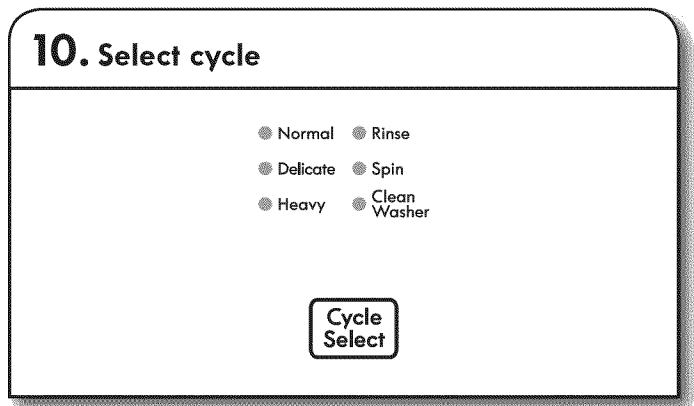 10. Select cycle
Normal
Rinse
Delicate
Spin
Heavy
Clean
Washer
Cycle
Select